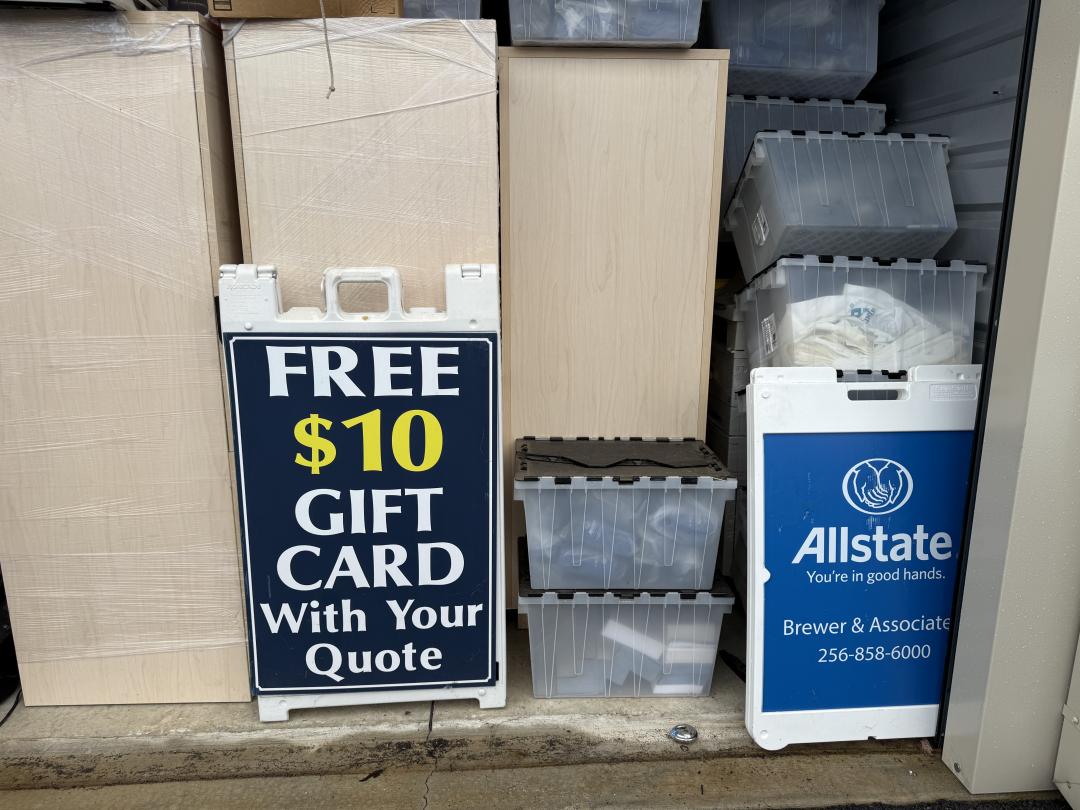 FREE
$10
GIFT
CARD
With Your
Quote
Allstate
You're in good hands.
Brewer & Associate
256-858-6000